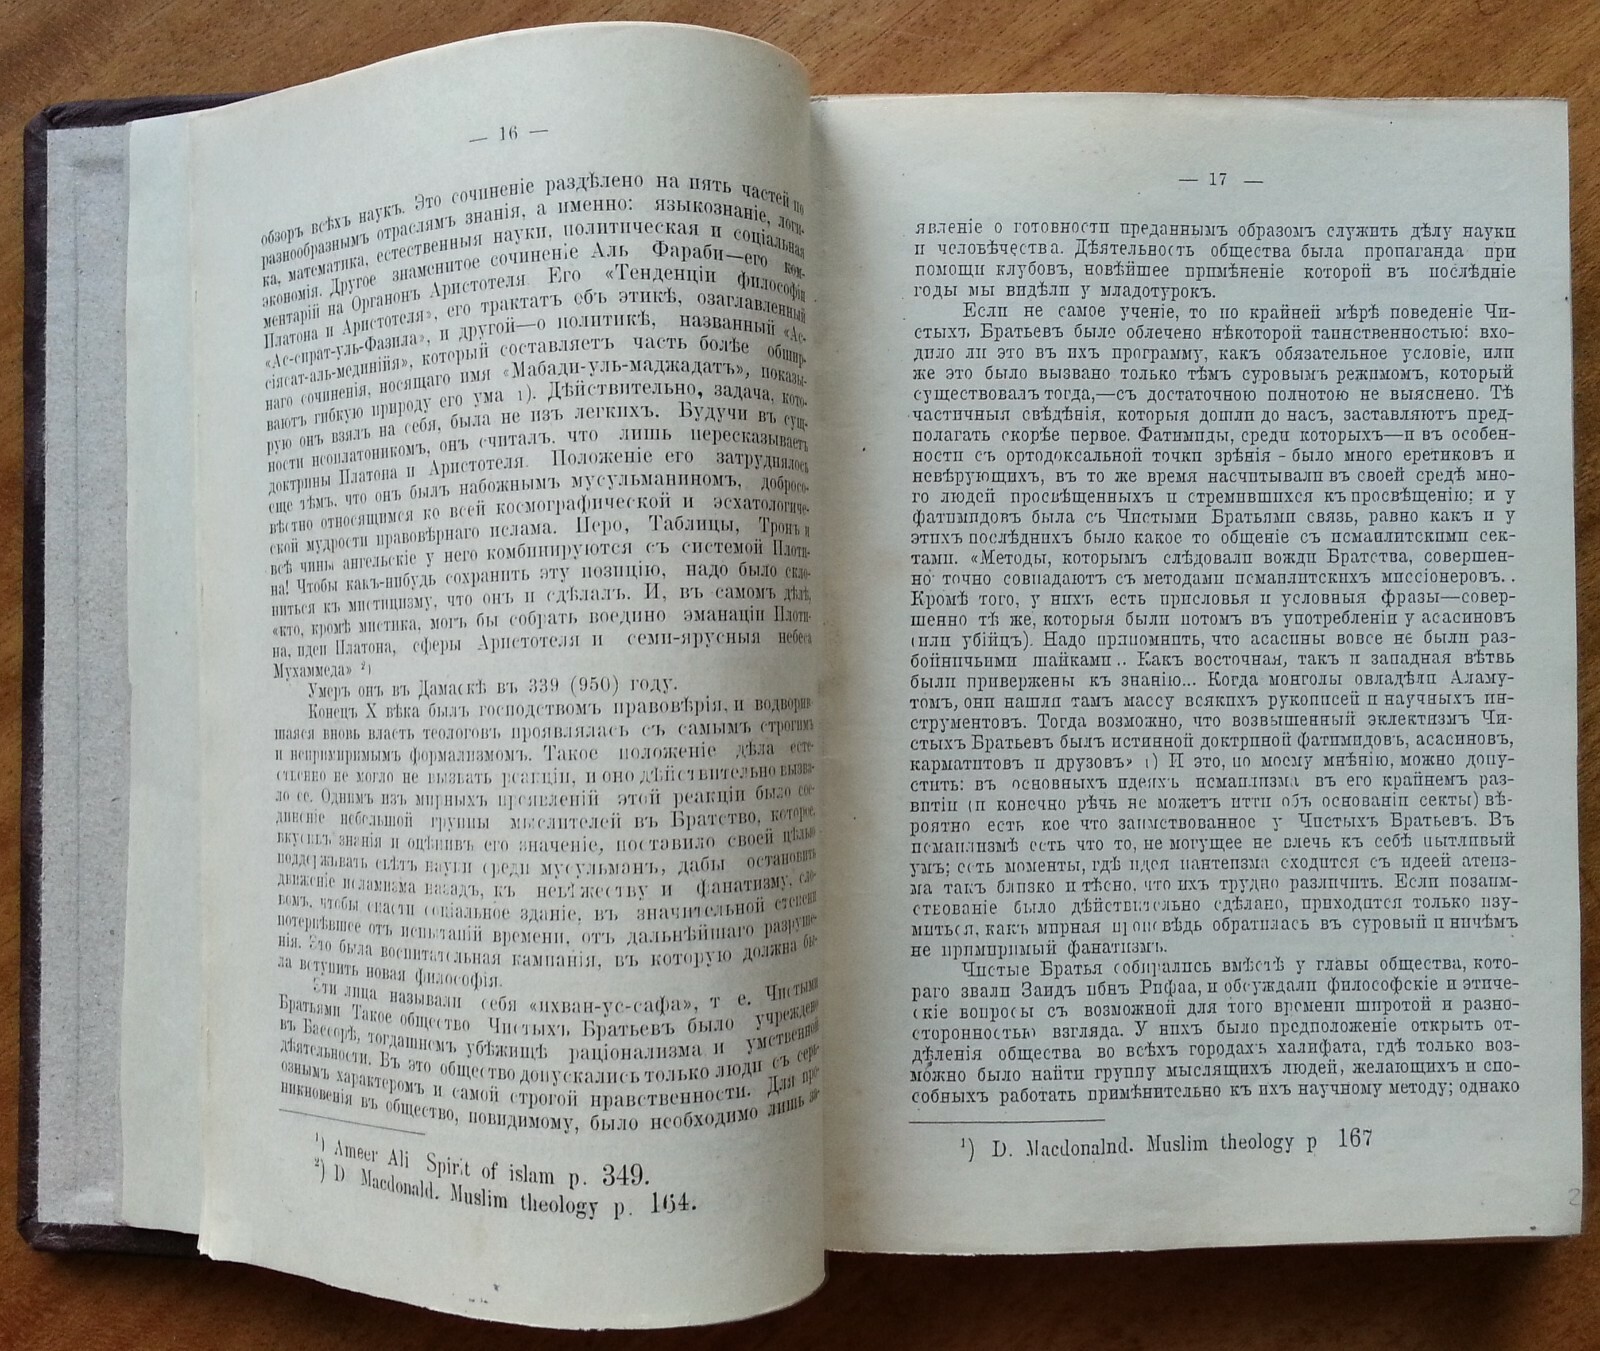 — 16 —
обзоръ всѣхъ наукъ. Это сочиненіе раздѣлено на пять частей по
разнообразнымъ отраслямъ знанія, а именно: языкознаніе, логи-
ка, математика, естественныя науки, политическая и соціальная
экономія. Другое знаменитое сочиненіе Аль Фараби—его ком-
ментарій на Органонъ Аристотеля Его «Тенденціи философіи
Платона и Аристотеля», его трактатъ объ этикѣ, озаглавленный
«Ас-сират-уль-Фазила», и другой—о политикѣ, названный «Ас-
сіясат-аль-мединійя», который составляетъ часть болѣе обшир-
наго сочиненія, носящаго имя «Мабади-уль-маджадатъ», показы-
ваютъ гибкую природу его ума 1). Дѣйствительно, задача, кото-
рую онъ взялъ на себя, была не изъ легкихъ. Будучи въ сущ-
ности неоплатоникомъ, онъ считалъ, что лишь пересказываетъ
доктрины Платона и Аристотеля. Положеніе его затруднялось
еще тѣмъ, что онъ былъ набожнымъ мусульманиномъ, добросо-
вѣстно относящимся ко всей космографической и эсхатологиче-
ской мудрости правовѣрнаго ислама. Перо, Таблицы, Тронъ и
всѣ чины ангельскіе у него комбинируются съ системой Плоти-
на! Чтобы какъ-нибудь сохранить эту позицію, надо было скло-
ниться къ мистицизму, что онъ и сдѣлалъ. И, въ самомъ дѣлѣ,
«кто, кромѣ мистика, могъ бы собрать воедино эманаціи Плоти-
на, идеи Платона, сферы Аристотеля и семи-ярусныя небеса
Мухаммеда» 2)
Умеръ онъ въ Дамаскѣ въ 339 (950) году.
Конецъ X вѣка былъ господствомъ правовѣрія, и водворив
шаяся вновь власть теологовъ проявлялась съ самымъ строгимъ
и непримиримымъ формализмомъ. Такое положеніе дѣла есте-
ственно не могло не вызвать реакціи, и оно дѣйствительно вызва-
ло ее. Однимъ изъ мирныхъ проявленій этой реакціи было сое-
диненіе небольшой группы мыслителей въ Братство, которое,
вкусивъ знанія и оцѣнивъ его значеніе, поставило своей цѣлью
поддерживать свѣтъ науки среди мусульманъ, дабы остановить
движеніе исламизма назадъ, къ невѣжеству и фанатизму, сло-
вомъ, чтобы спасти соціальное зданіе, въ значительной степени
потерпѣвшее отъ испытаній времени, отъ дальнѣйшаго разруше-
нія. Это была воспитательная кампанія, въ которую должна бы-
ла вступить новая философія.
Эти лица называли себя «ихван-ус-сафа», т е. Чистыми
Братьями Такое общество Чистыхъ Братьевъ было учреждено
въ Бассорѣ, тогдашнемъ убѣжищѣ раціонализма и умственной
дѣятельности. Въ это общество допускались только люди съ серь-
ознымъ характеромъ и самой строгой нравственности. Для про-
никновенія въ общество, повидимому, было необходимо лишь за-
1) Ameer Ali Spirit of islam p. 349.
2) D Macdonald. Muslim theology p. 164.
— 17 —
явленіе о готовности преданнымъ образомъ служить дѣлу науки
и человѣчества. Дѣятельность общества была пропаганда при
помощи клубовъ, новѣйшее примѣненіе которой въ послѣдніе
годы мы видѣли у младотурокъ.
Если не самое ученіе, то по крайней мѣрѣ поведеніе Чи-
стыхъ Братьевъ было облечено нѣкоторой таинственностью: вхо-
дило ли это въ ихъ программу, какъ обязательное условіе, или
же это было вызвано только тѣмъ суровымъ режимомъ, который
существовалъ тогда,—съ достаточною полнотою не выяснено. Тѣ
частичныя свѣдѣнія, которыя дошли до насъ, заставляютъ пред-
полагать скорѣе первое. Фатимиды, среди которыхъ—и въ особен-
ности съ ортодоксальной точки зрѣнія - было много еретиковъ и
невѣрующихъ, въ то же время насчитывали въ своей средѣ мно-
го людей просвѣщенныхъ и стремившихся къ просвѣщенію; и у
фатимидовъ была съ Чистыми Братьями связь, равно какъ и у
этихъ послѣднихъ было какое то общеніе съ исмаилитскими сек-
тами. «Методы, которымъ слѣдовали вожди Братства, совершен-
но точно совпадаютъ съ методами исмаилитскихъ миссіонеровъ..
Кромѣ того, у нихъ есть присловья и условныя фразы—совер-
шенно тѣ же, которыя были потомъ въ употребленіи у асасиновъ
(или убійцъ). Надо припомнить, что асасины вовсе не были раз-
бойничьими шайками.. Какъ восточная, такъ и западная вѣтвь
были привержены къ знанію... Когда монголы овладѣли Аламу-
томъ, они нашли тамъ массу всякихъ рукописей и научныхъ ин-
струментовъ. Тогда возможно, что возвышенный эклектизмъ Чи-
стыхъ Братьевъ былъ истинной доктриной фатимидовъ, асасиновъ,
карматитовъ и друзовъ» 1) И это, по моему мнѣнію, можно допу-
стить: въ основныхъ идеяхъ исмаилизма въ его крайнемъ раз-
витіи (и конечно рѣчь не можетъ итти объ основаніи секты) вѣ-
роятно есть кое что заимствованное у Чистыхъ Братьевъ. Въ
исмаилизмѣ есть что то, не могущее не влечь къ себѣ пытливый
умъ; есть моменты, гдѣ идея пантеизма сходится съ идеей атеиз-
ма такъ близко и тѣсно, что ихъ трудно различить. Если позаим-
ствованіе было дѣйствительно сдѣлано, приходится только изу-
миться, какъ мирная проповѣдь обратилась въ суровый и ничѣмъ
не примиримый фанатизмъ.
Чистые Братья собирались вмѣстѣ у главы общества, кото-
раго звали Заидъ ибнъ Рифаа, и обсуждали философскіе и этиче-
скіе вопросы съ возможной для того времени широтой и разно-
сторонностью взгляда. У нихъ было предположеніе открыть от-
дѣленія общества во всѣхъ городахъ халифата, гдѣ только воз-
можно было найти группу мыслящихъ людей, желающихъ и спо-
собныхъ работать примѣнительно къ ихъ научному методу; однако
1) D. Macdonalnd. Muslim theology p 167
2